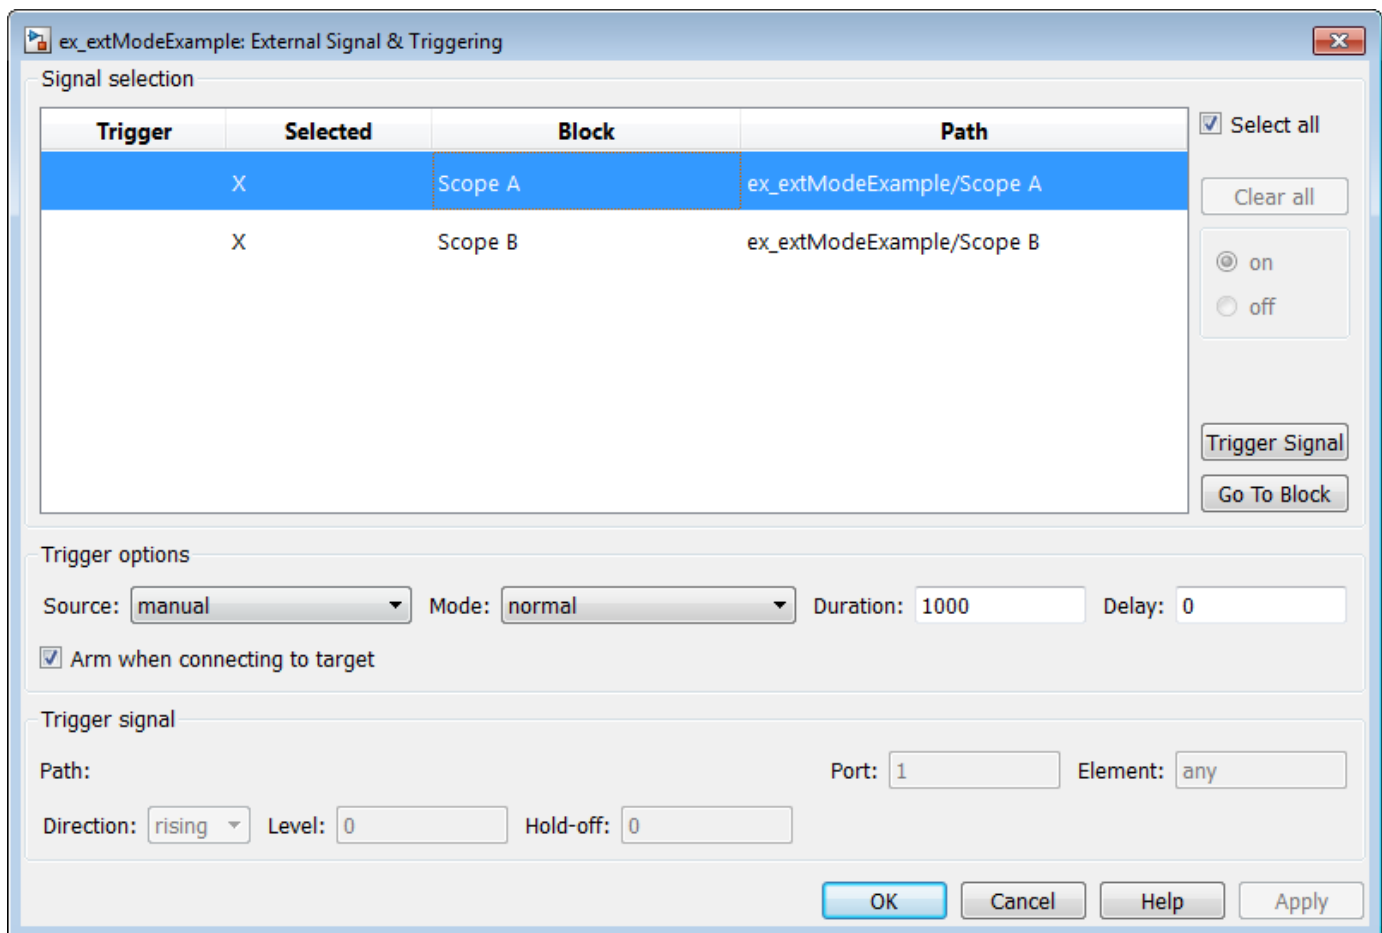 ex_extModeExample: External Signal & Triggering
Signal selection
Trigger Selected Block Path
Select all
X Scope A ex_extModeExample/Scope A
Clear all
X Scope B ex_extModeExample/Scope B
on
off
Trigger Signal
Go To Block
Trigger options
Source: manual Mode: normal Duration: 1000 Delay: 0
Arm when connecting to target
Trigger signal
Path: Port: 1 Element: any
Direction: rising Level: 0 Hold-off: 0
OK Cancel Help Apply